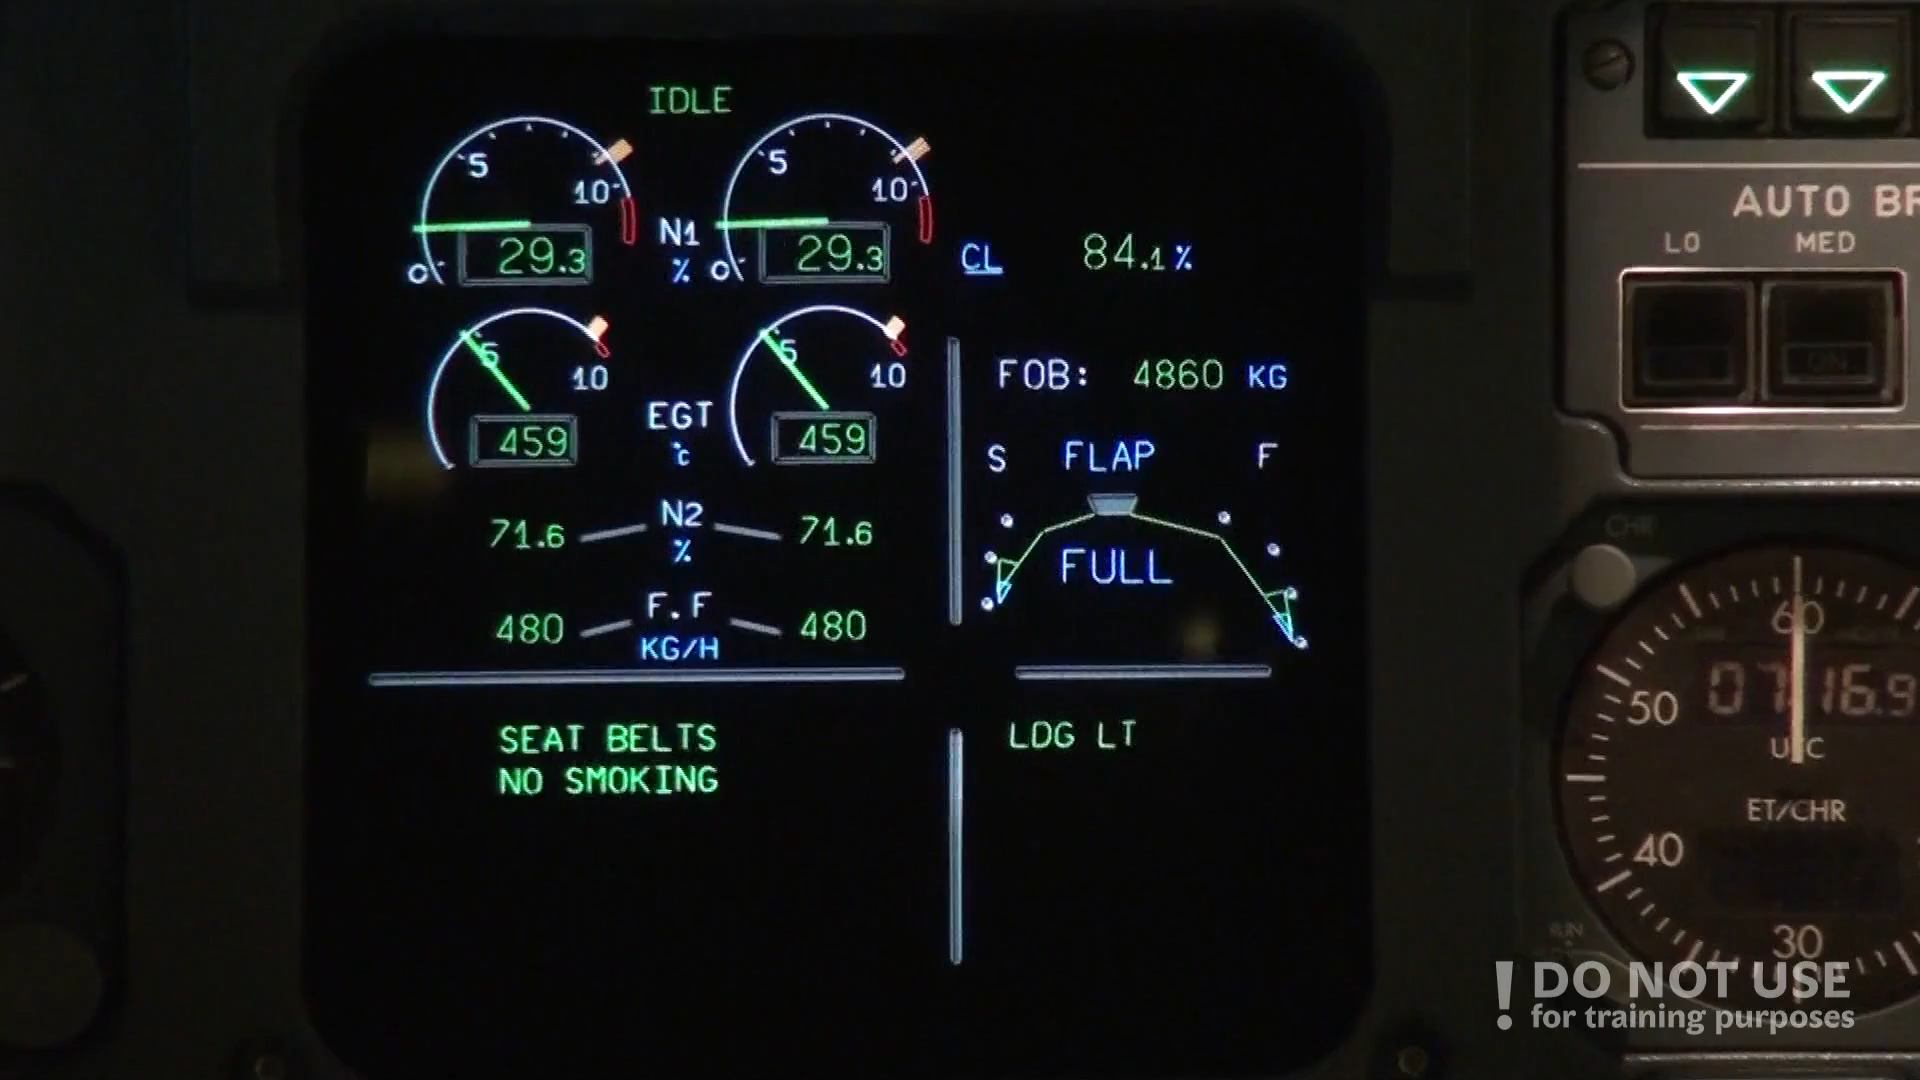 IDLE
5
10
5
10
N1
%
0
29.3
0
29.3
CL 84.1%
5
10
5
10
EGT
°C
459
459
FOB: 4860 KG
S FLAP F
FULL
71.6 N2 71.6
%
480 F.F 480
KG/H
SEAT BELTS
NO SMOKING
LDG LT
AUTO BR
LO MED
ON
CHR
60
50
UTC
ET/CHR
40
30
RUN
! DO NOT USE
for training purposes